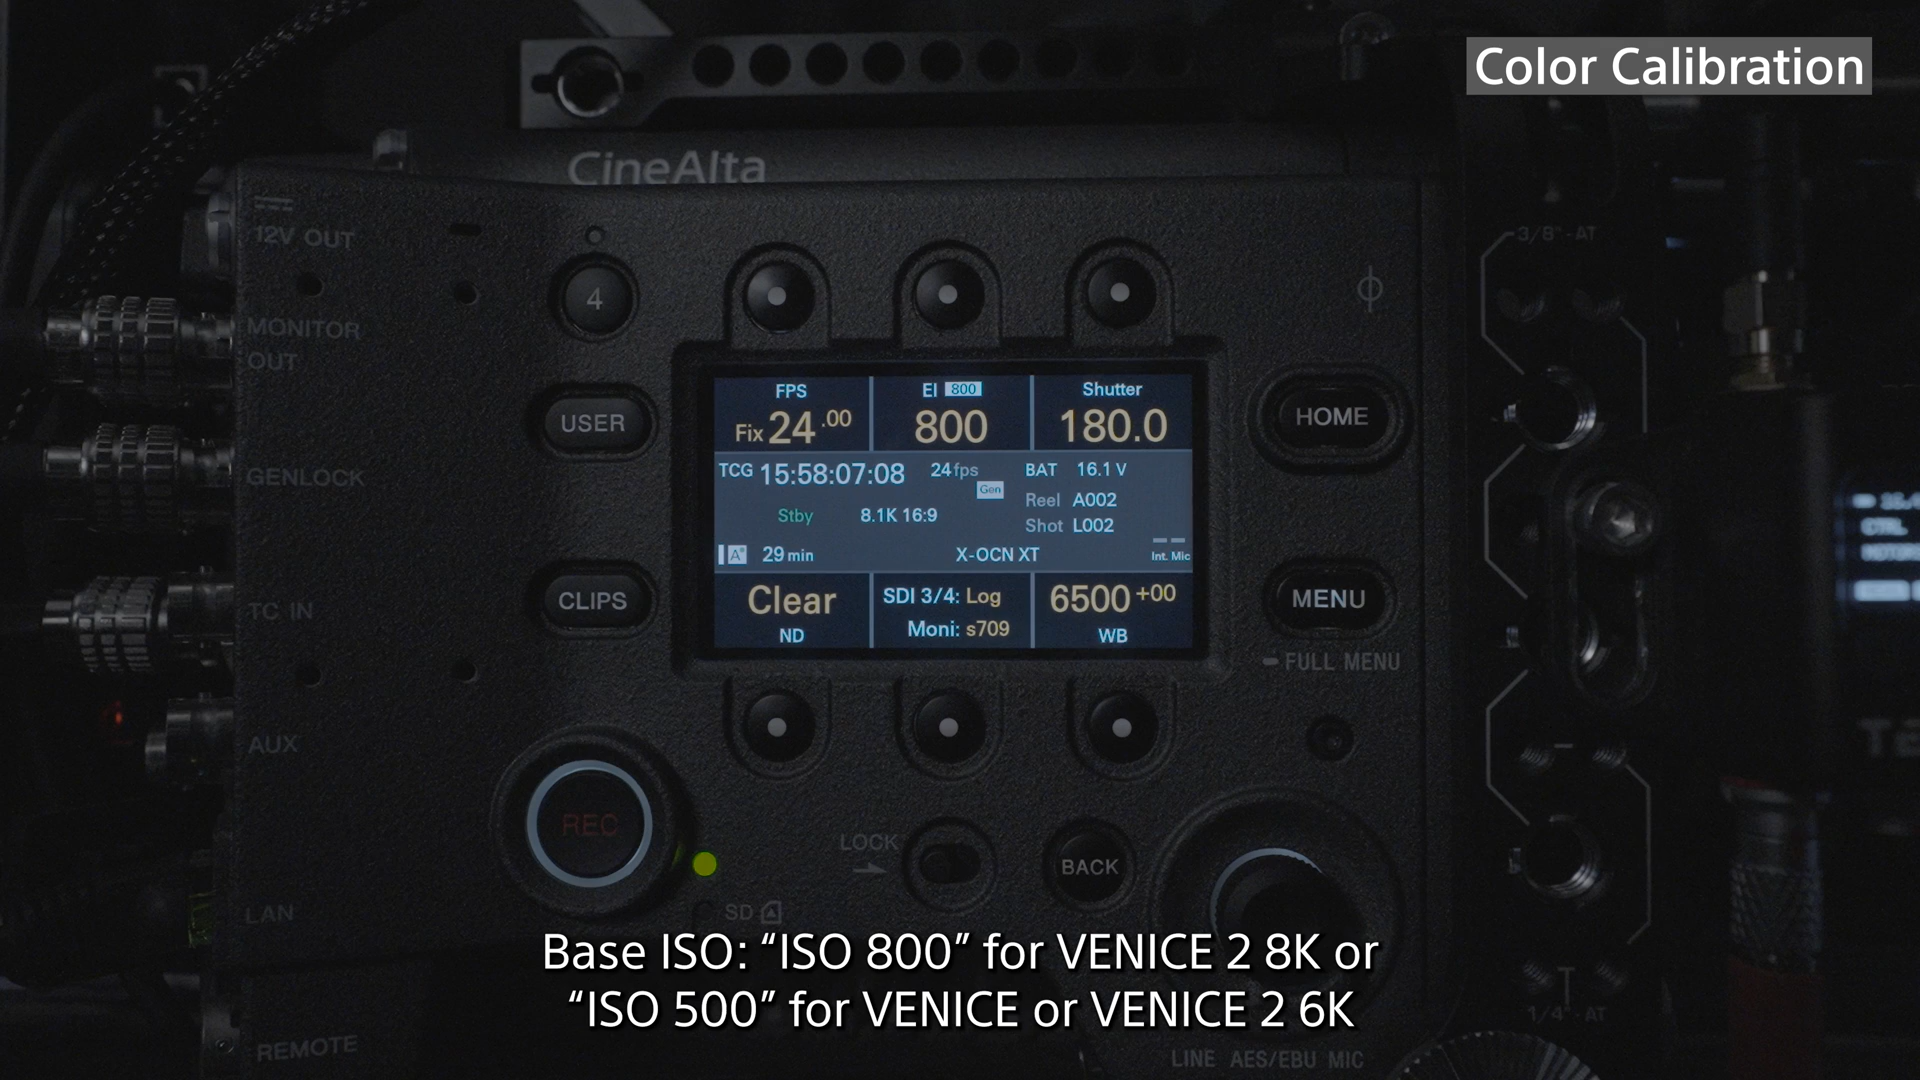 Color Calibration
CineAlta
12V OUT
3/8"-AT
4
MONITOR
OUT
FPS
EI 800
Shutter
Fix 24.00
800
180.0
USER
HOME
TCG 15:58:07:08
24fps
BAT 16.1 V
GENLOCK
Gen
Reel A002
Stby
8.1K 16:9
Shot L002
A
29 min
X-OCN XT
Int. Mic
CLIPS
Clear
SDI 3/4: Log
6500 +00
MENU
TC IN
ND
Moni: s709
WB
FULL MENU
AUX
REC
LOCK
BACK
LAN
SD
Base ISO: “ISO 800” for VENICE 2 8K or
“ISO 500” for VENICE or VENICE 2 6K
1/4"-AT
REMOTE
LINE AES/EBU MIC